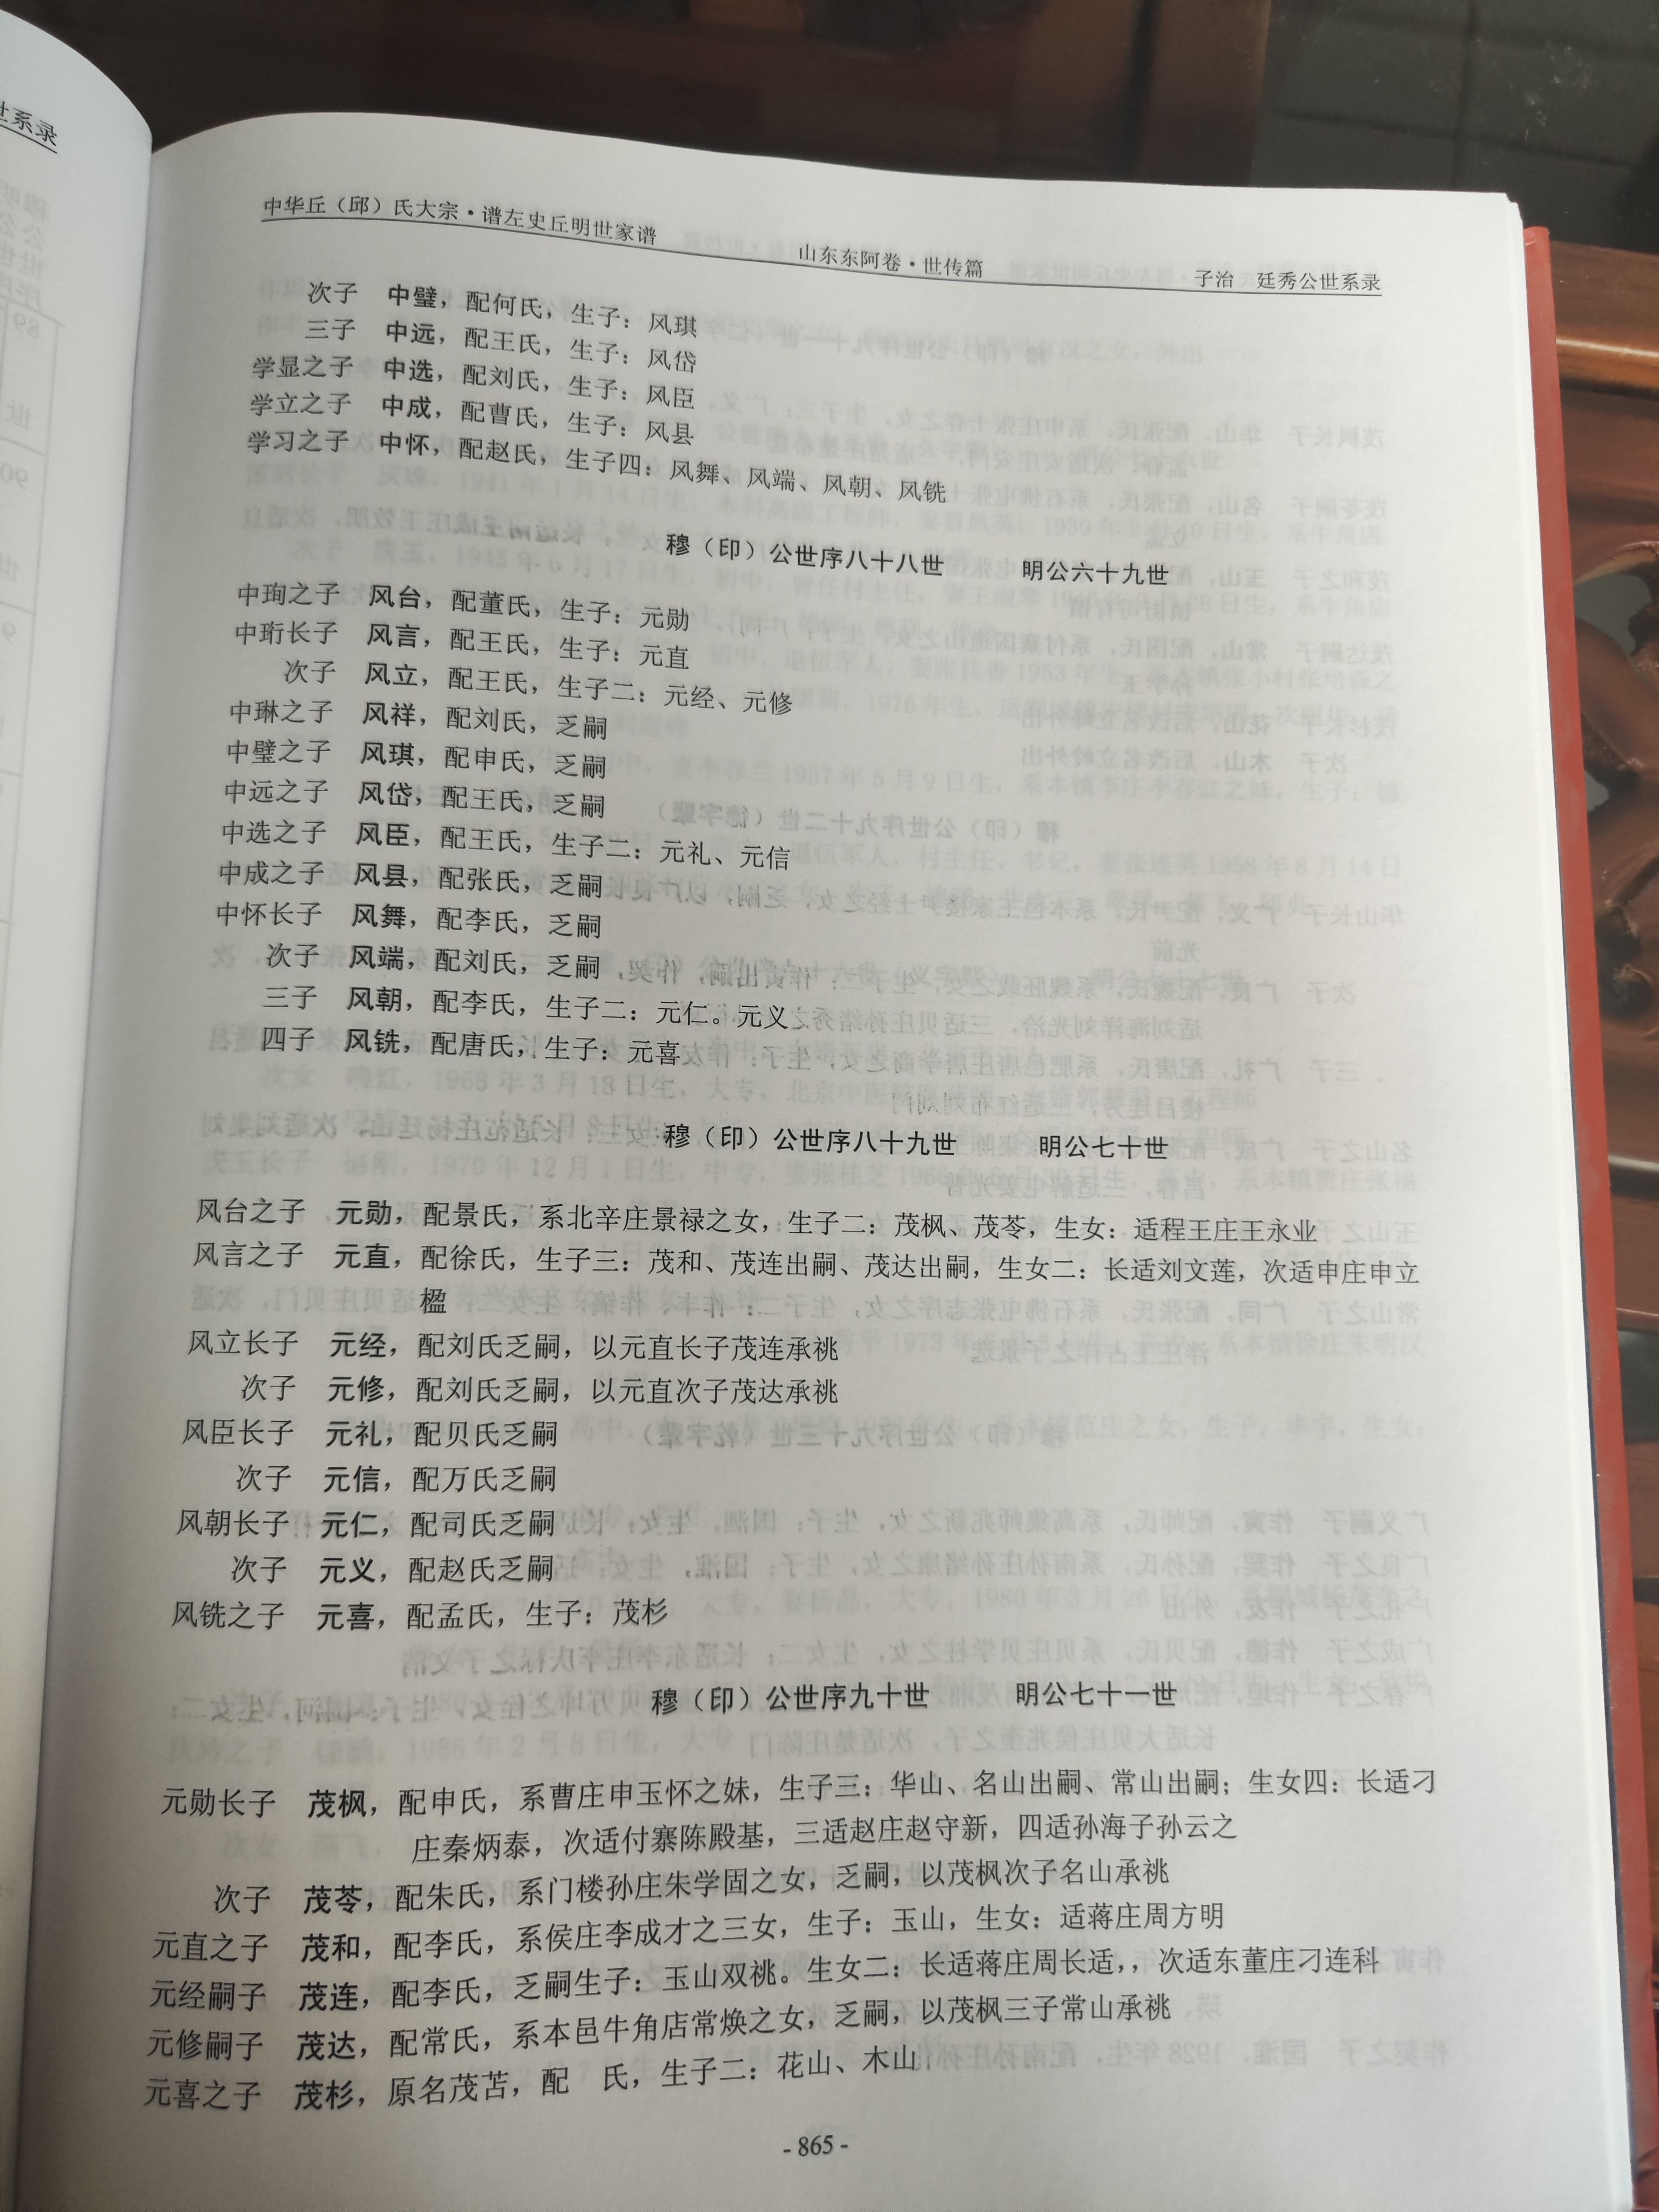 世系录
中华丘（邱）氏大宗·谱左史丘明世家谱 山东东阿卷·世传篇 子治 廷秀公世系录
次子 中璧，配何氏，生子：风琪
三子 中远，配王氏，生子：风岱
学显之子 中选，配刘氏，生子：风臣
学立之子 中成，配曹氏，生子：风县
学习之子 中怀，配赵氏，生子四：风舞、风端、风朝、风铣
穆（印）公世序八十八世 明公六十九世
中珣之子 风台，配董氏，生子：元勋
中珩长子 风言，配王氏，生子：元直
次子 风立，配王氏，生子二：元经、元修
中琳之子 风祥，配刘氏，乏嗣
中璧之子 风琪，配申氏，乏嗣
中远之子 风岱，配王氏，乏嗣
中选之子 风臣，配王氏，生子二：元礼、元信
中成之子 风县，配张氏，乏嗣
中怀长子 风舞，配李氏，乏嗣
次子 风端，配刘氏，乏嗣
三子 风朝，配李氏，生子二：元仁。元义
四子 风铣，配唐氏，生子：元喜
穆（印）公世序八十九世 明公七十世
风台之子 元勋，配景氏，系北辛庄景禄之女，生子二：茂枫、茂苓，生女：适程王庄王永业
风言之子 元直，配徐氏，生子三：茂和、茂连出嗣、茂达出嗣，生女二：长适刘文莲，次适申庄申立
楹
风立长子 元经，配刘氏乏嗣，以元直长子茂连承祧
次子 元修，配刘氏乏嗣，以元直次子茂达承祧
风臣长子 元礼，配贝氏乏嗣
次子 元信，配万氏乏嗣
风朝长子 元仁，配司氏乏嗣
次子 元义，配赵氏乏嗣
风铣之子 元喜，配孟氏，生子：茂杉
穆（印）公世序九十世 明公七十一世
元勋长子 茂枫，配申氏，系曹庄申玉怀之妹，生子三；华山、名山出嗣、常山出嗣；生女四：长适刁
庄秦炳泰，次适付寨陈殿基，三适赵庄赵守新，四适孙海子孙云之
次子 茂苓，配朱氏，系门楼孙庄朱学固之女，乏嗣，以茂枫次子名山承祧
元直之子 茂和，配李氏，系侯庄李成才之三女，生子：玉山，生女：适蒋庄周方明
元经嗣子 茂连，配李氏，乏嗣生子：玉山双祧。生女二：长适蒋庄周长适，，次适东董庄刁连科
元修嗣子 茂达，配常氏，系本邑牛角店常焕之女，乏嗣，以茂枫三子常山承祧
元喜之子 茂杉，原名茂苫，配 氏，生子二：花山、木山
- 865 -